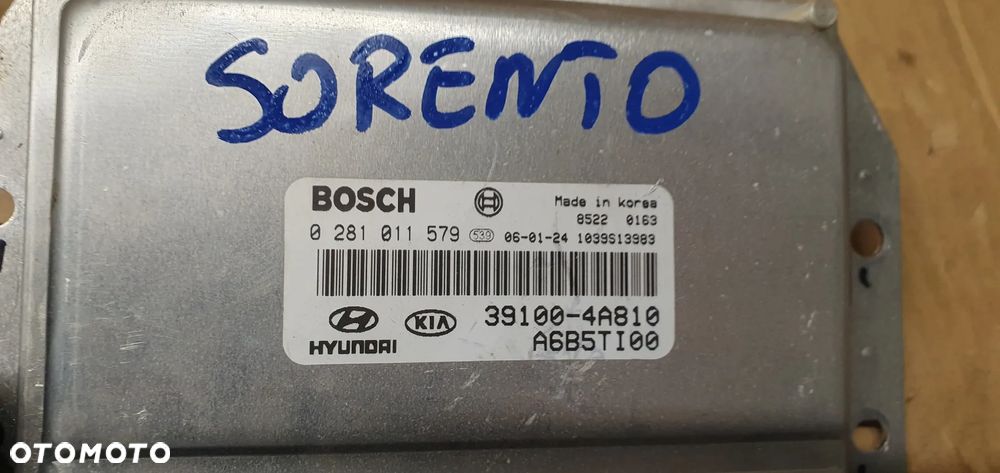 SORENTO
BOSCH
Made in korea
8522 0163
0 281 011 579 539 06-01-24 1039S13983
39100-4A810
HYUNDAI KIA
A6B5TI00
OTOMOTO